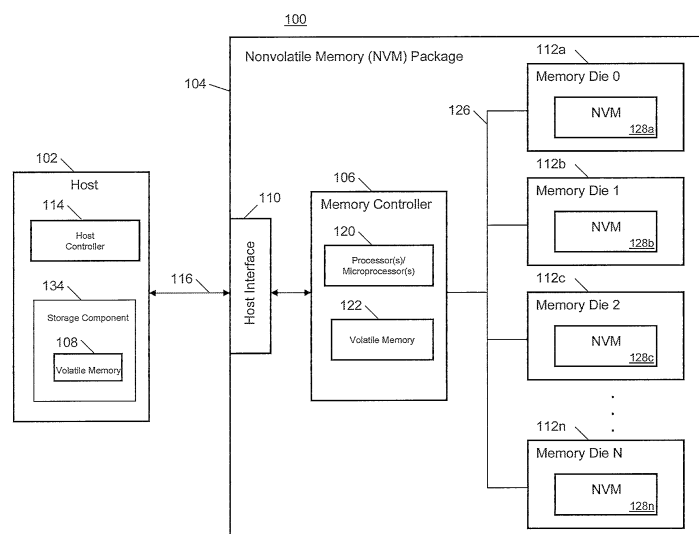 100
Nonvolatile Memory (NVM) Package
104
102
Host
114
Host
Controller
134
Storage Component
108
Volatile Memory
116
110
Host Interface
106
Memory Controller
120
Processor(s)/
Microprocessor(s)
122
Volatile Memory
126
112a
Memory Die 0
NVM
128a
112b
Memory Die 1
NVM
128b
112c
Memory Die 2
NVM
128c
112n
Memory Die N
NVM
128n